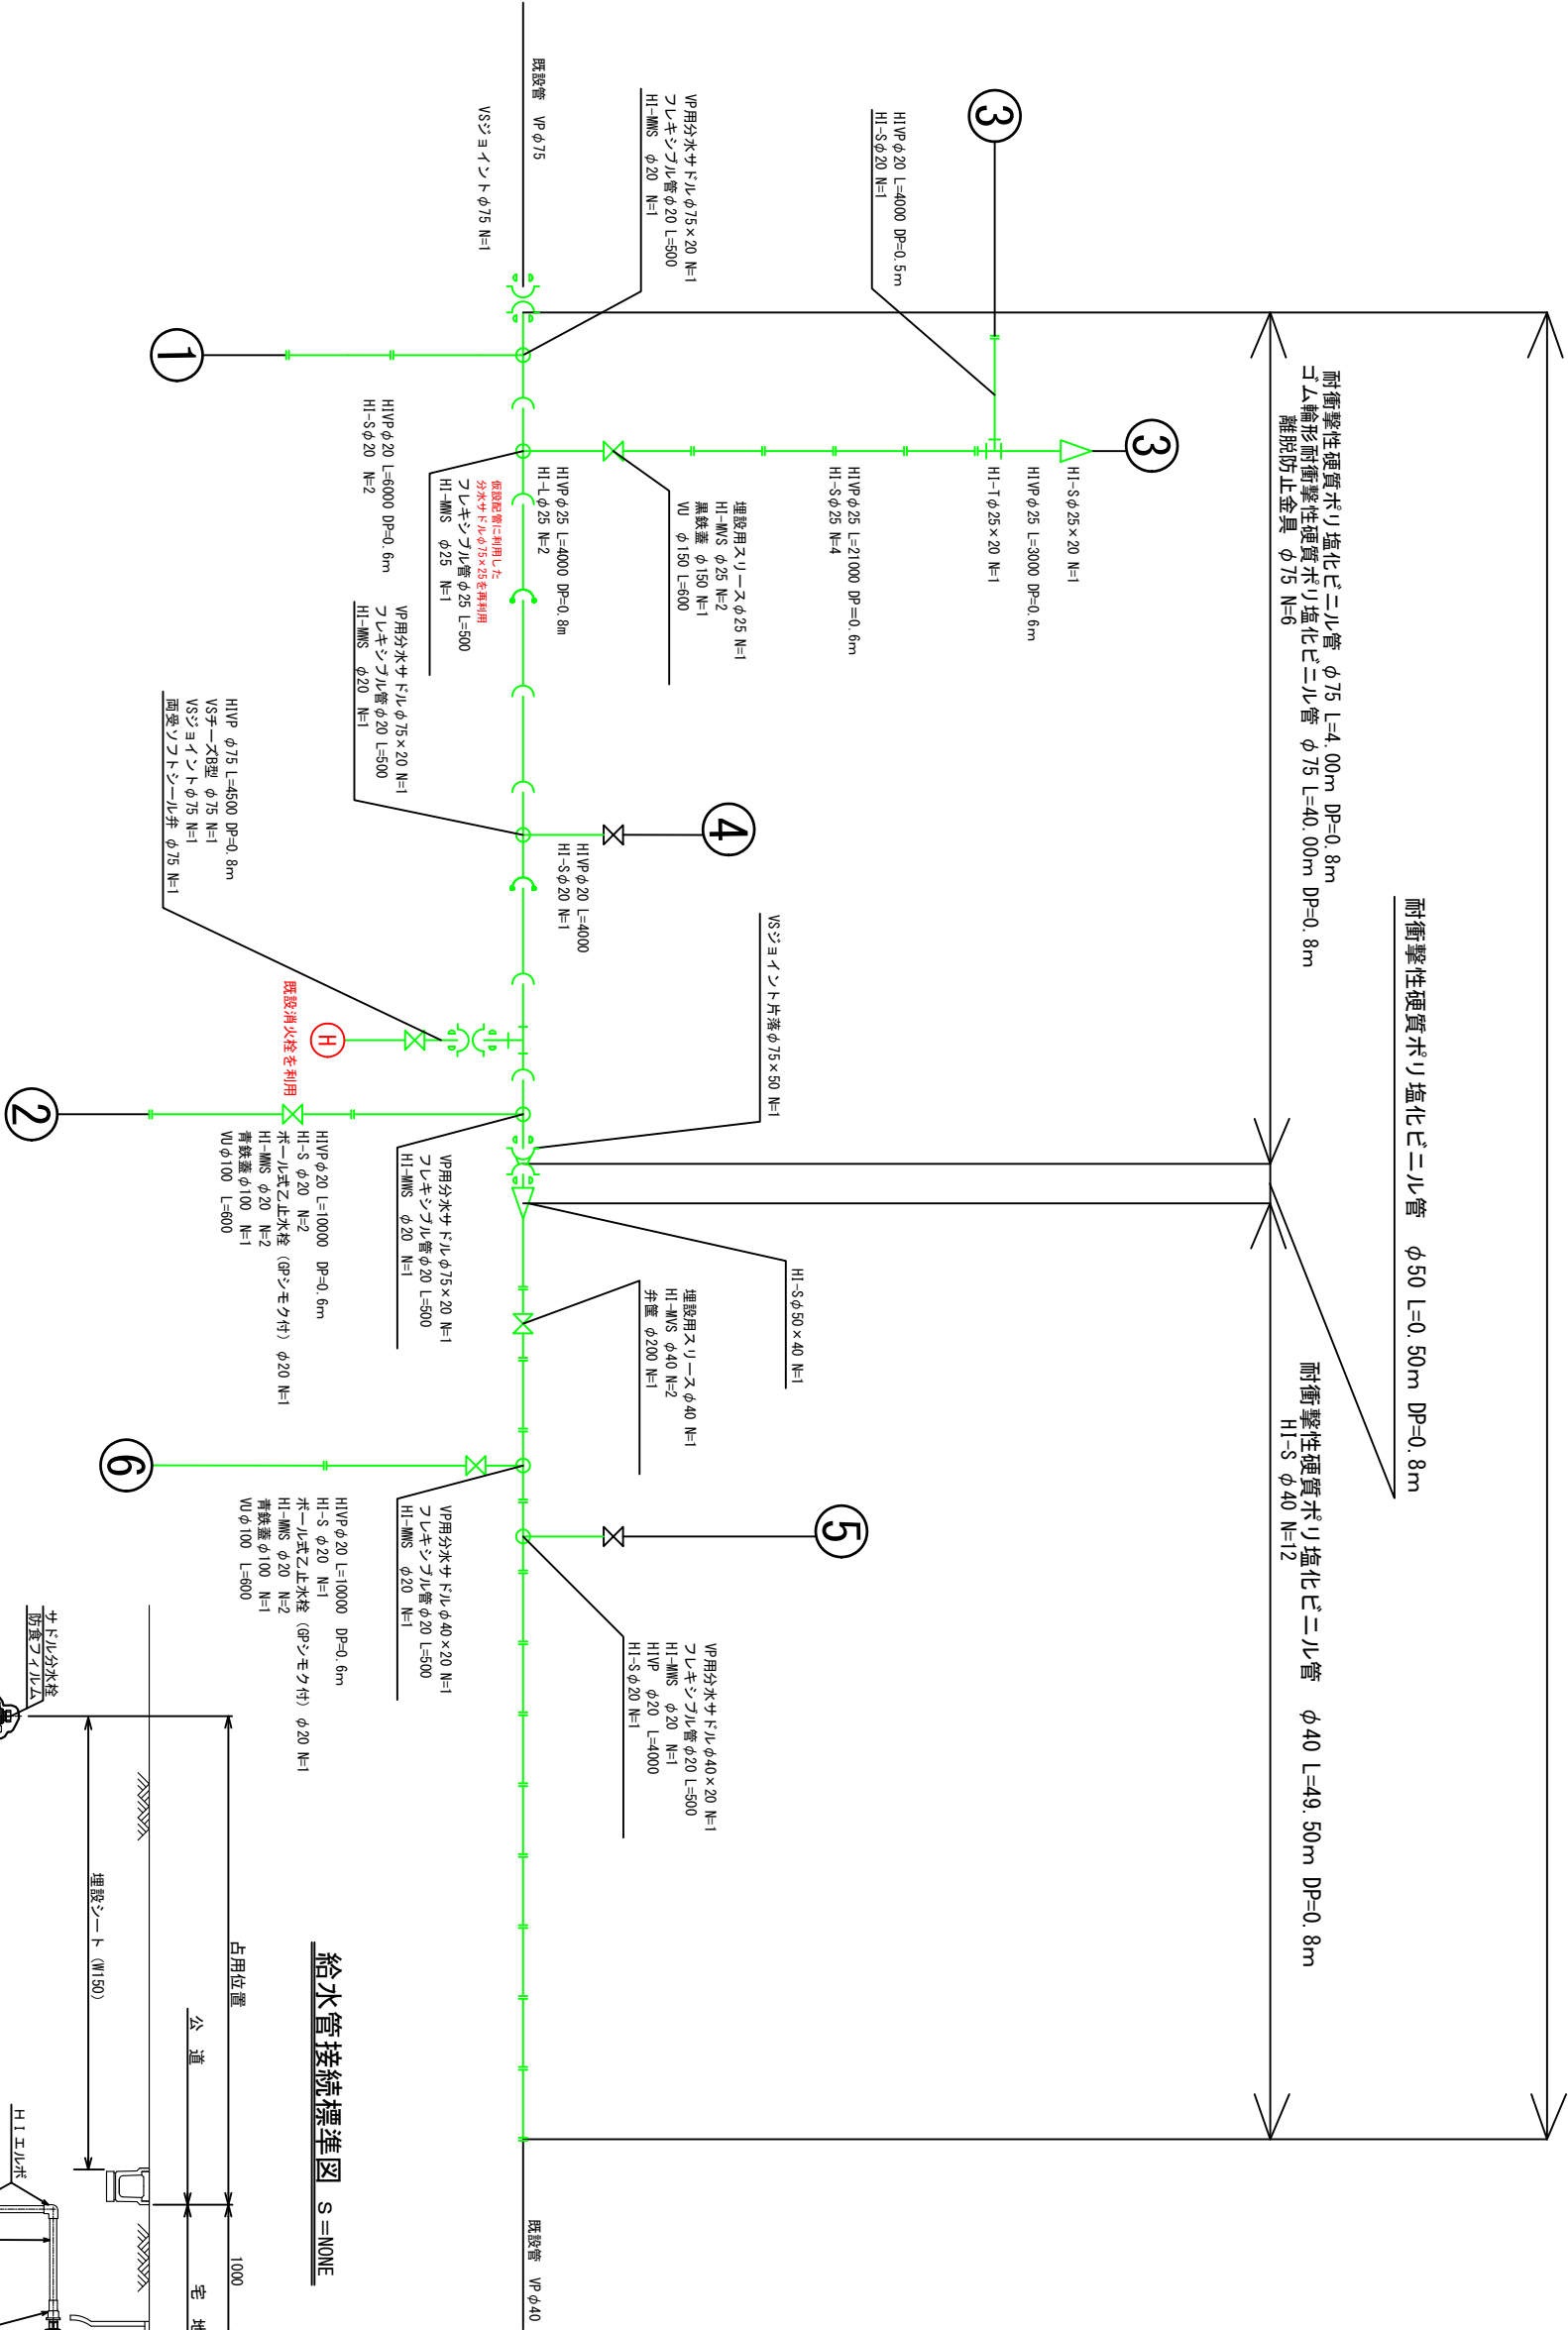 耐衝撃性硬質ポリ塩化ビニル管　φ50 L=0.50m DP=0.8m
耐衝撃性硬質ポリ塩化ビニル管　φ75 L=4.00m DP=0.8m
ゴム輪形耐衝撃性硬質ポリ塩化ビニル管　φ75 L=40.00m DP=0.8m
離脱防止金具　φ75 N=6
耐衝撃性硬質ポリ塩化ビニル管　φ40 L=49.50m DP=0.8m
HI-S φ40 N=12
3
HI-Sφ25×20 N=1
HIVPφ25 L=3000 DP=0.6m
HI-Tφ25×20 N=1
3
HIVPφ20 L=4000 DP=0.5m
HI-Sφ20 N=1
HIVPφ25 L=21000 DP=0.6m
HI-Sφ25 N=4
埋設用スリースφ25 N=1
HI-MVS φ25 N=2
黒鉄蓋 φ150 N=1
VU φ150 L=600
VP用分水サドルφ75×20 N=1
フレキシブル管φ20 L=500
HI-MWS φ20 N=1
HIVPφ25 L=4000 DP=0.8m
HI-Lφ25 N=2
仮設配管に利用した
分水サドルφ75×25を再利用
フレキシブル管φ25 L=500
HI-MWS φ25 N=1
既設管　VPφ75
VSジョイントφ75 N=1
1
HIVPφ20 L=6000 DP=0.6m
HI-Sφ20 N=2
4
HIVPφ20 L=4000
HI-Sφ20 N=1
VP用分水サドルφ75×20 N=1
フレキシブル管φ20 L=500
HI-MWS φ20 N=1
HIVP φ75 L=4500 DP=0.8m
VSチーズB型 φ75 N=1
VSジョイントφ75 N=1
両受ソフトシール弁 φ75 N=1
H
既設消火栓を利用
VSジョイント片落φ75×50 N=1
HI-Sφ50×40 N=1
2
VP用分水サドルφ75×20 N=1
フレキシブル管φ20 L=500
HI-MWS φ20 N=1
HIVPφ20 L=10000 DP=0.6m
HI-S φ20 N=2
ボール式乙止水栓（GPシモク付）φ20 N=1
HI-MWS φ20 N=2
青鉄蓋φ100 N=1
VUφ100 L=600
埋設用スリースφ40 N=1
HI-MVS φ40 N=2
弁筐 φ200 N=1
6
VP用分水サドルφ40×20 N=1
フレキシブル管φ20 L=500
HI-MWS φ20 N=1
HIVPφ20 L=10000 DP=0.6m
HI-S φ20 N=1
ボール式乙止水栓（GPシモク付）φ20 N=1
HI-MWS φ20 N=2
青鉄蓋φ100 N=1
VUφ100 L=600
5
VP用分水サドルφ40×20 N=1
フレキシブル管φ20 L=500
HI-MWS φ20 N=1
HIVP φ20 L=4000
HI-Sφ20 N=1
既設管　VPφ40
給水管接続標準図 S=NONE
占用位置
1000
公　道
宅　地
埋設シート（W150）
サドル分水栓
防食フィルム
HIエルボ